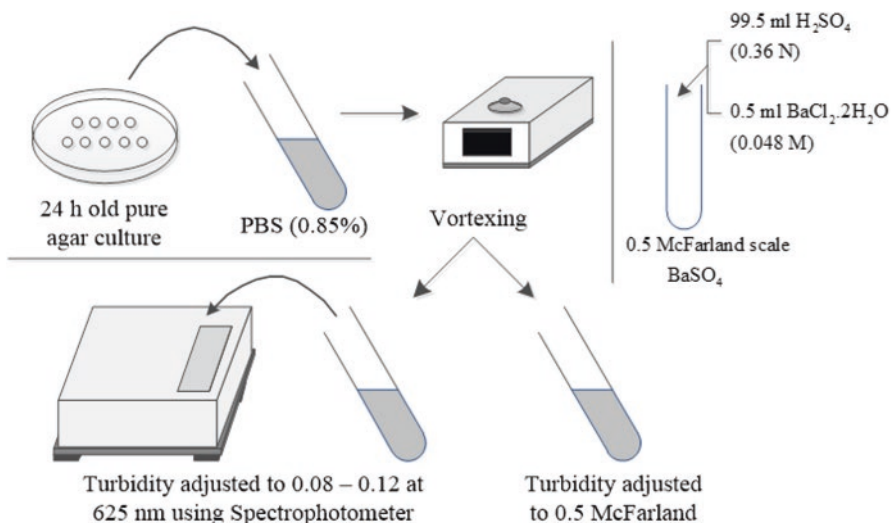 24 h old pure
agar culture
PBS (0.85%)
Vortexing
99.5 ml H₂SO₄
(0.36 N)
0.5 ml BaCl₂.2H₂O
(0.048 M)
0.5 McFarland scale
BaSO₄
Turbidity adjusted to 0.08 – 0.12 at
625 nm using Spectrophotometer
Turbidity adjusted
to 0.5 McFarland